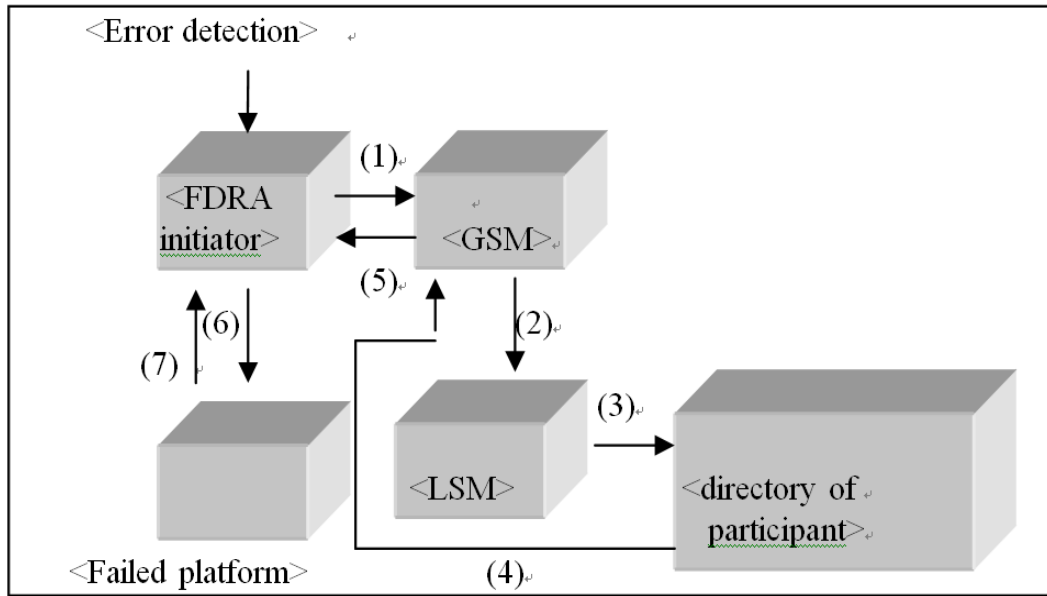 <Error detection>
(1)
<FDRA
initiator>
<GSM>
(5)
(6)
(2)
(7)
(3)
<LSM>
<directory of
participant>
<Failed platform>
(4)